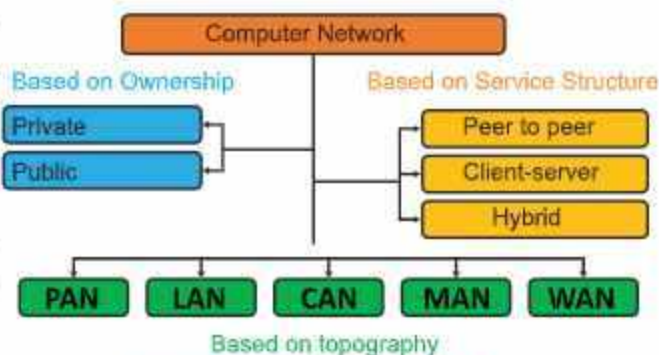 Computer Network
Based on Ownership
Based on Service Structure
Private
Public
Peer to peer
Client-server
Hybrid
PAN LAN CAN MAN WAN
Based on topography